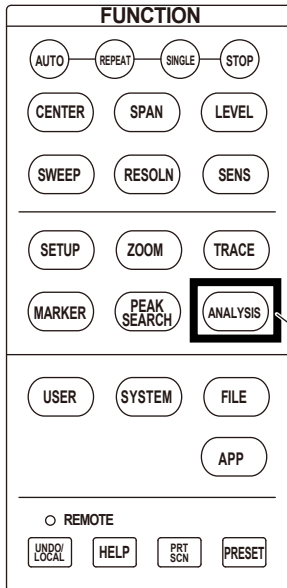 FUNCTION
AUTO REPEAT SINGLE STOP
CENTER SPAN LEVEL
SWEEP RESOLN SENS
SETUP ZOOM TRACE
MARKER PEAK SEARCH ANALYSIS
USER SYSTEM FILE
APP
REMOTE
UNDO/LOCAL HELP PRT SCN PRESET